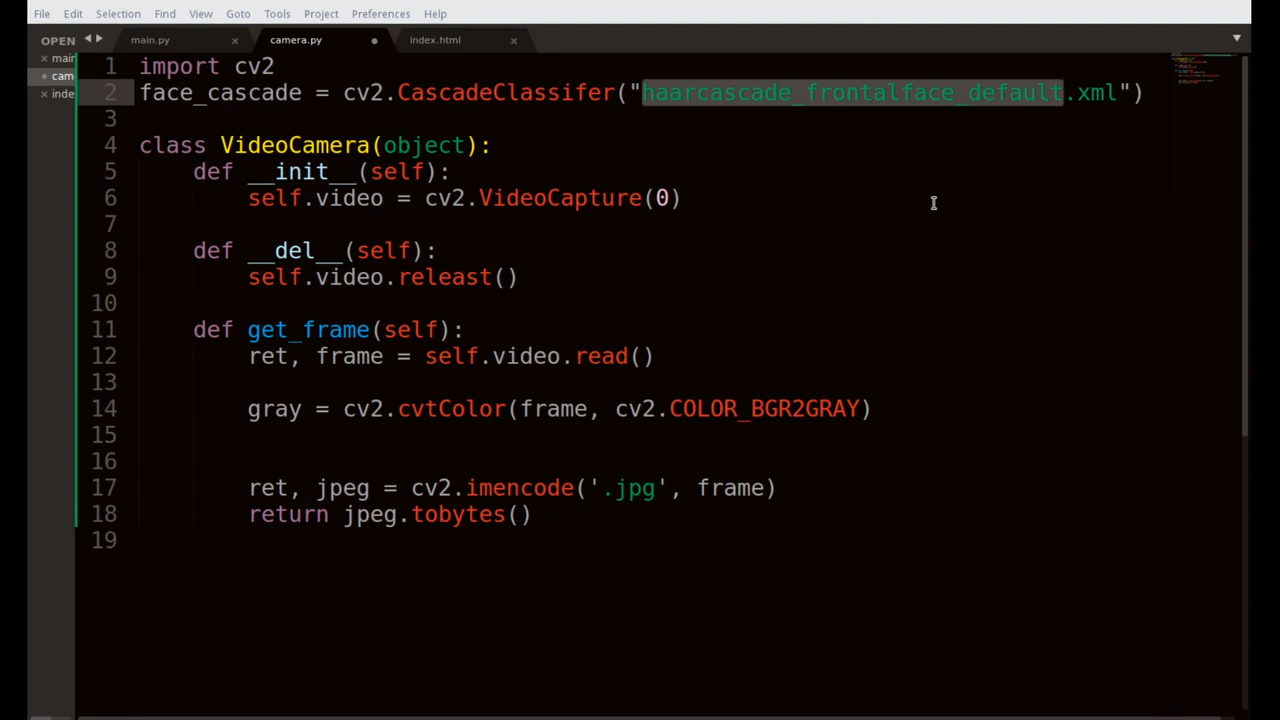 File Edit Selection Find View Goto Tools Project Preferences Help
OPEN
main.py × camera.py index.html ×
× main
cam
× inde
1 import cv2
2 face_cascade = cv2.CascadeClassifer("haarcascade_frontalface_default.xml")
3
4 class VideoCamera(object):
5 def __init__(self):
6 self.video = cv2.VideoCapture(0)
7
8 def __del__(self):
9 self.video.releast()
10
11 def get_frame(self):
12 ret, frame = self.video.read()
13
14 gray = cv2.cvtColor(frame, cv2.COLOR_BGR2GRAY)
15
16
17 ret, jpeg = cv2.imencode('.jpg', frame)
18 return jpeg.tobytes()
19